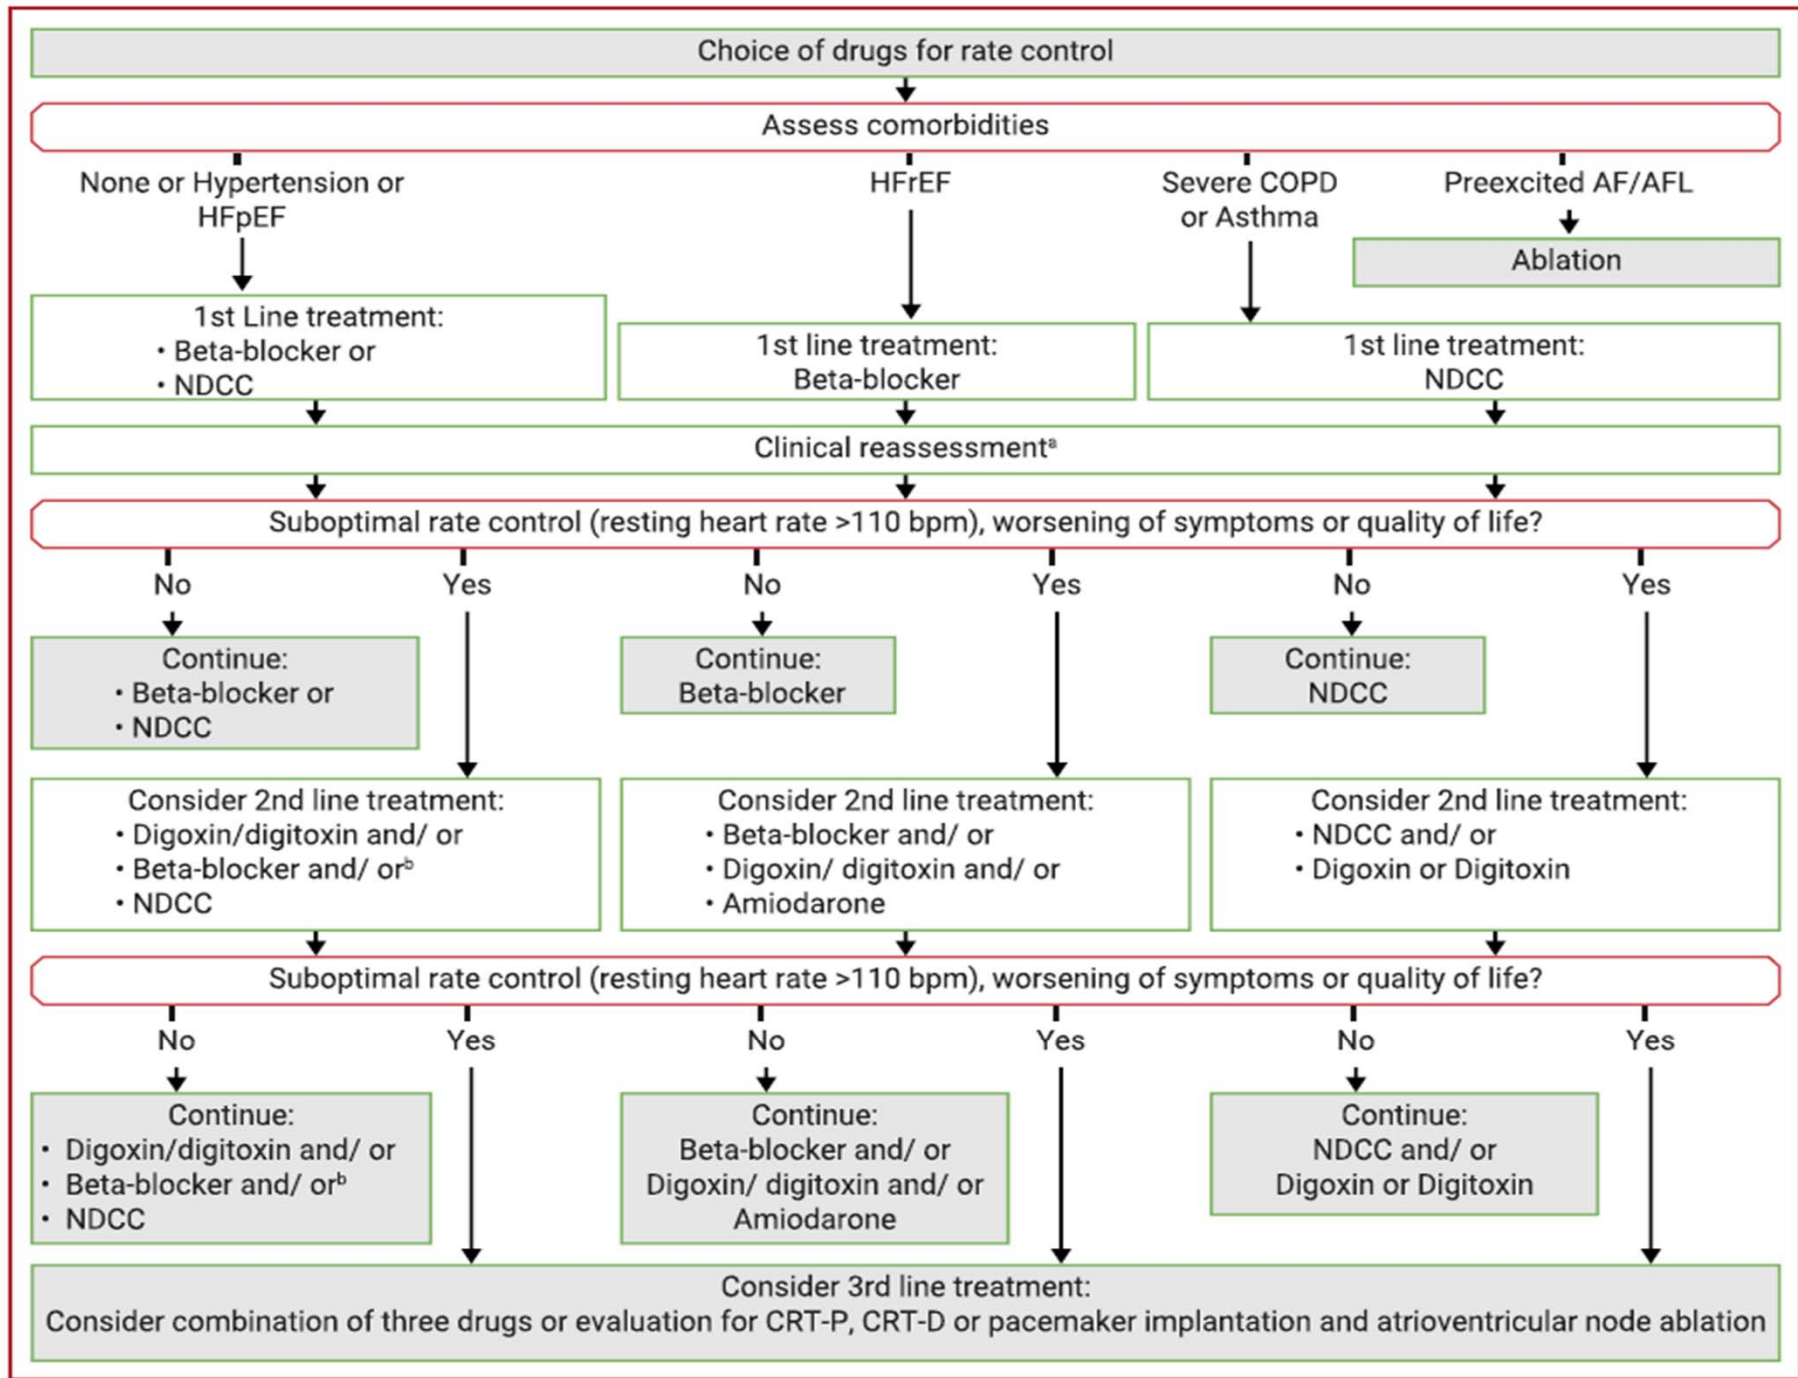 Choice of drugs for rate control
Assess comorbidities
None or Hypertension or
HFpEF
HFrEF
Severe COPD
or Asthma
Preexcited AF/AFL
Ablation
1st Line treatment:
• Beta-blocker or
• NDCC
1st line treatment:
Beta-blocker
1st line treatment:
NDCC
Clinical reassessmentᵃ
Suboptimal rate control (resting heart rate >110 bpm), worsening of symptoms or quality of life?
No
Yes
No
Yes
No
Yes
Continue:
• Beta-blocker or
• NDCC
Continue:
Beta-blocker
Continue:
NDCC
Consider 2nd line treatment:
• Digoxin/digitoxin and/ or
• Beta-blocker and/ orᵇ
• NDCC
Consider 2nd line treatment:
• Beta-blocker and/ or
• Digoxin/ digitoxin and/ or
• Amiodarone
Consider 2nd line treatment:
• NDCC and/ or
• Digoxin or Digitoxin
Suboptimal rate control (resting heart rate >110 bpm), worsening of symptoms or quality of life?
No
Yes
No
Yes
No
Yes
Continue:
• Digoxin/digitoxin and/ or
• Beta-blocker and/ orᵇ
• NDCC
Continue:
Beta-blocker and/ or
Digoxin/ digitoxin and/ or
Amiodarone
Continue:
NDCC and/ or
Digoxin or Digitoxin
Consider 3rd line treatment:
Consider combination of three drugs or evaluation for CRT-P, CRT-D or pacemaker implantation and atrioventricular node ablation